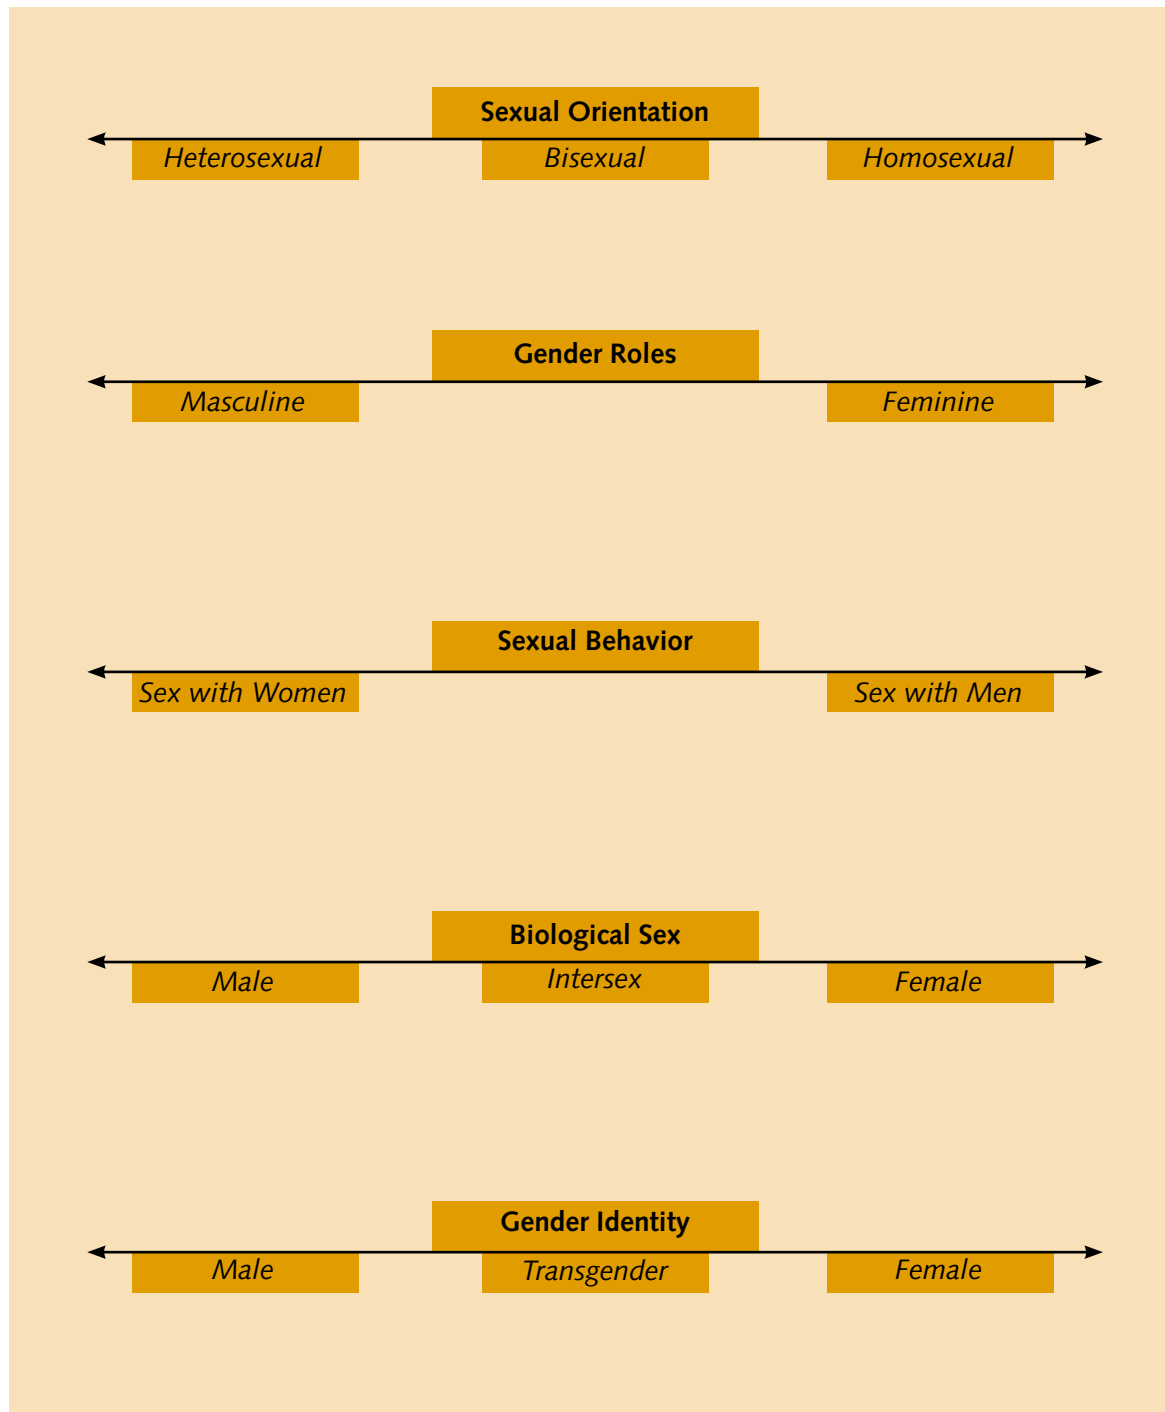 Sexual Orientation
Heterosexual Bisexual Homosexual
Gender Roles
Masculine Feminine
Sexual Behavior
Sex with Women Sex with Men
Biological Sex
Male Intersex Female
Gender Identity
Male Transgender Female